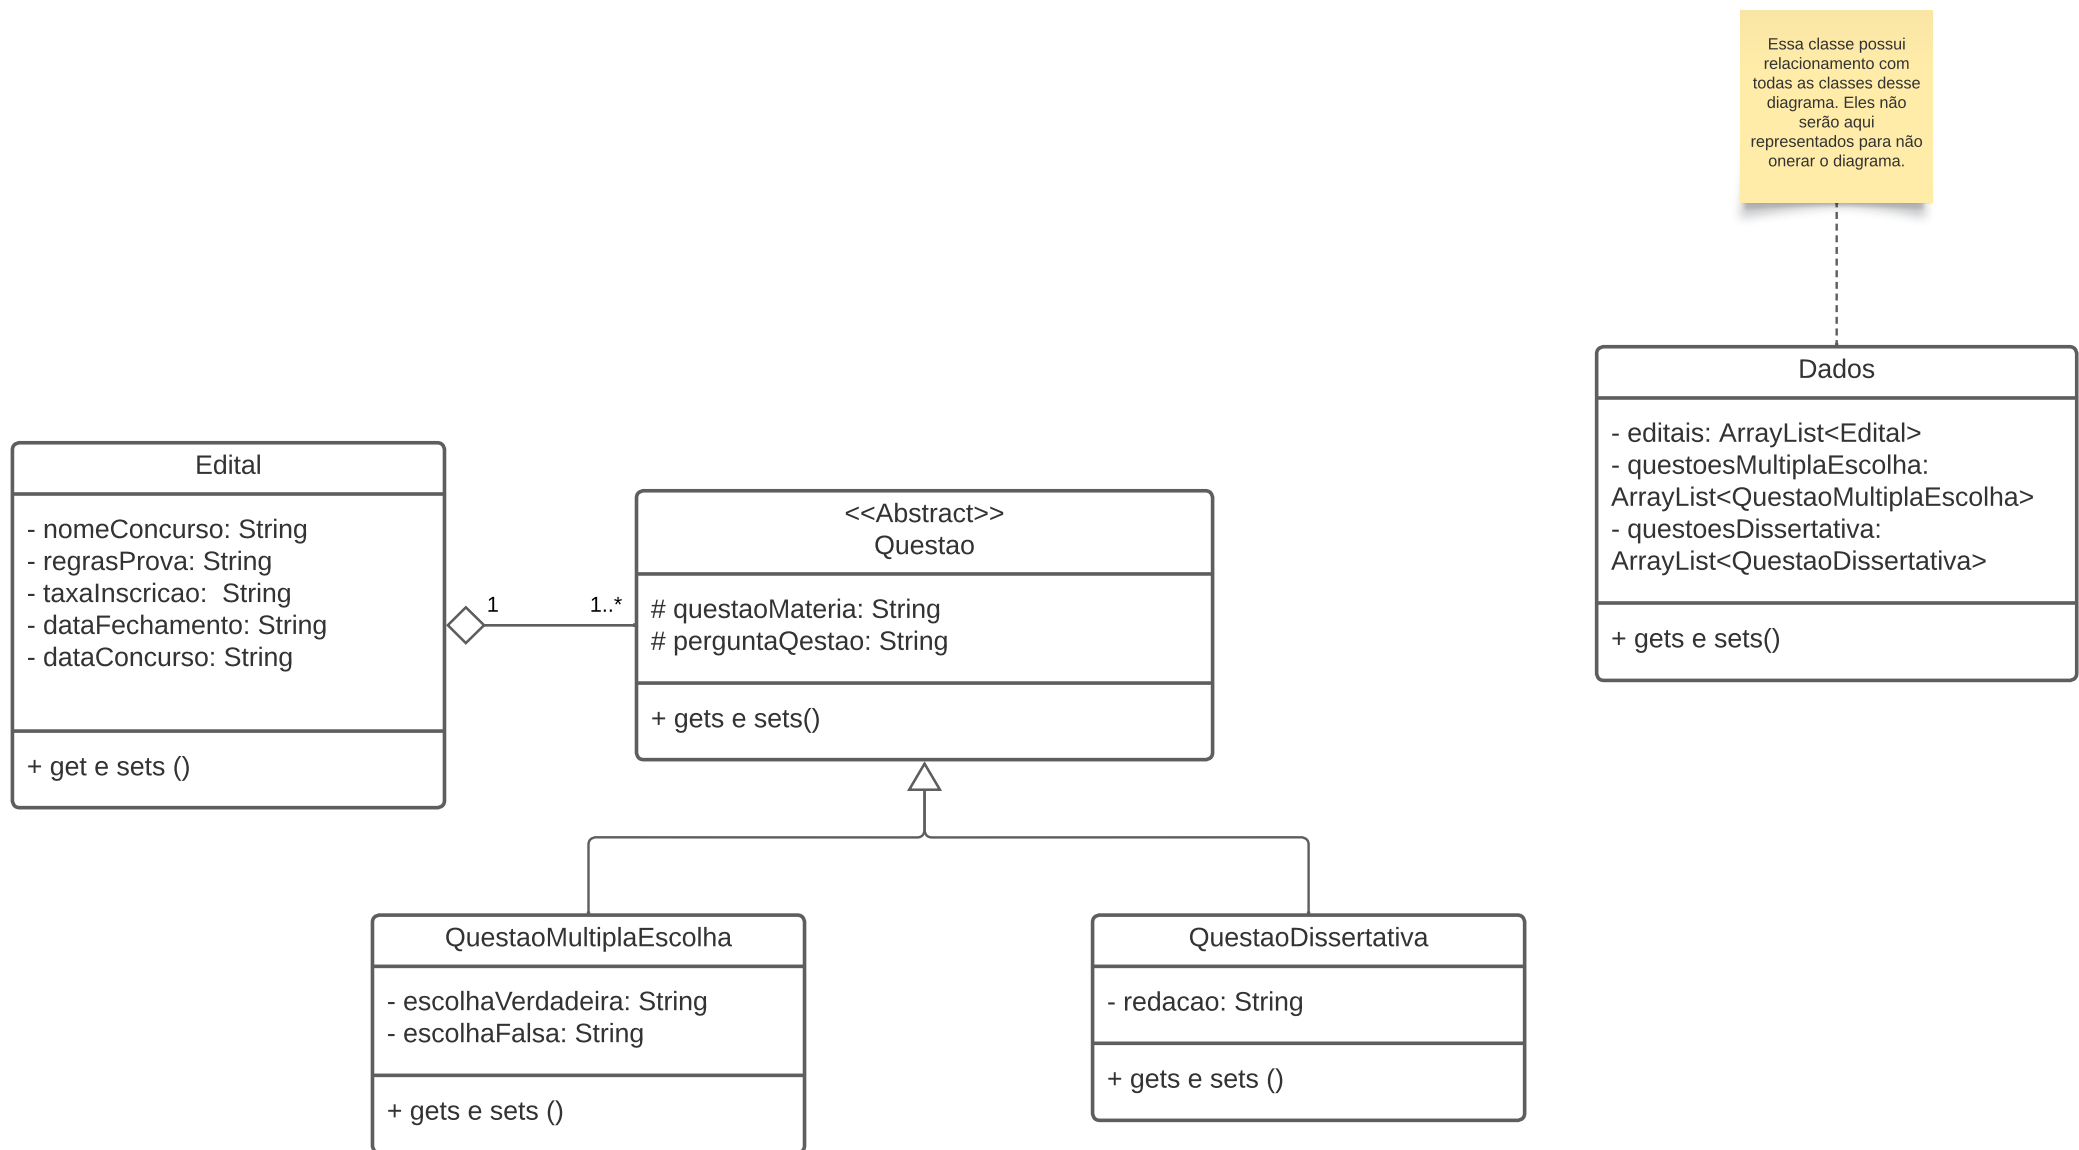 Essa classe possui
relacionamento com
todas as classes desse
diagrama. Eles não
serão aqui
representados para não
onerar o diagrama.
Dados
- editais: ArrayList<Edital>
- questoesMultiplaEscolha:
ArrayList<QuestaoMultiplaEscolha>
- questoesDissertativa:
ArrayList<QuestaoDissertativa>
+ gets e sets()
Edital
- nomeConcurso: String
- regrasProva: String
- taxaInscricao:  String
- dataFechamento: String
- dataConcurso: String
+ get e sets ()
1
1..*
<<Abstract>>
Questao
# questaoMateria: String
# perguntaQestao: String
+ gets e sets()
QuestaoMultiplaEscolha
- escolhaVerdadeira: String
- escolhaFalsa: String
+ gets e sets ()
QuestaoDissertativa
- redacao: String
+ gets e sets ()